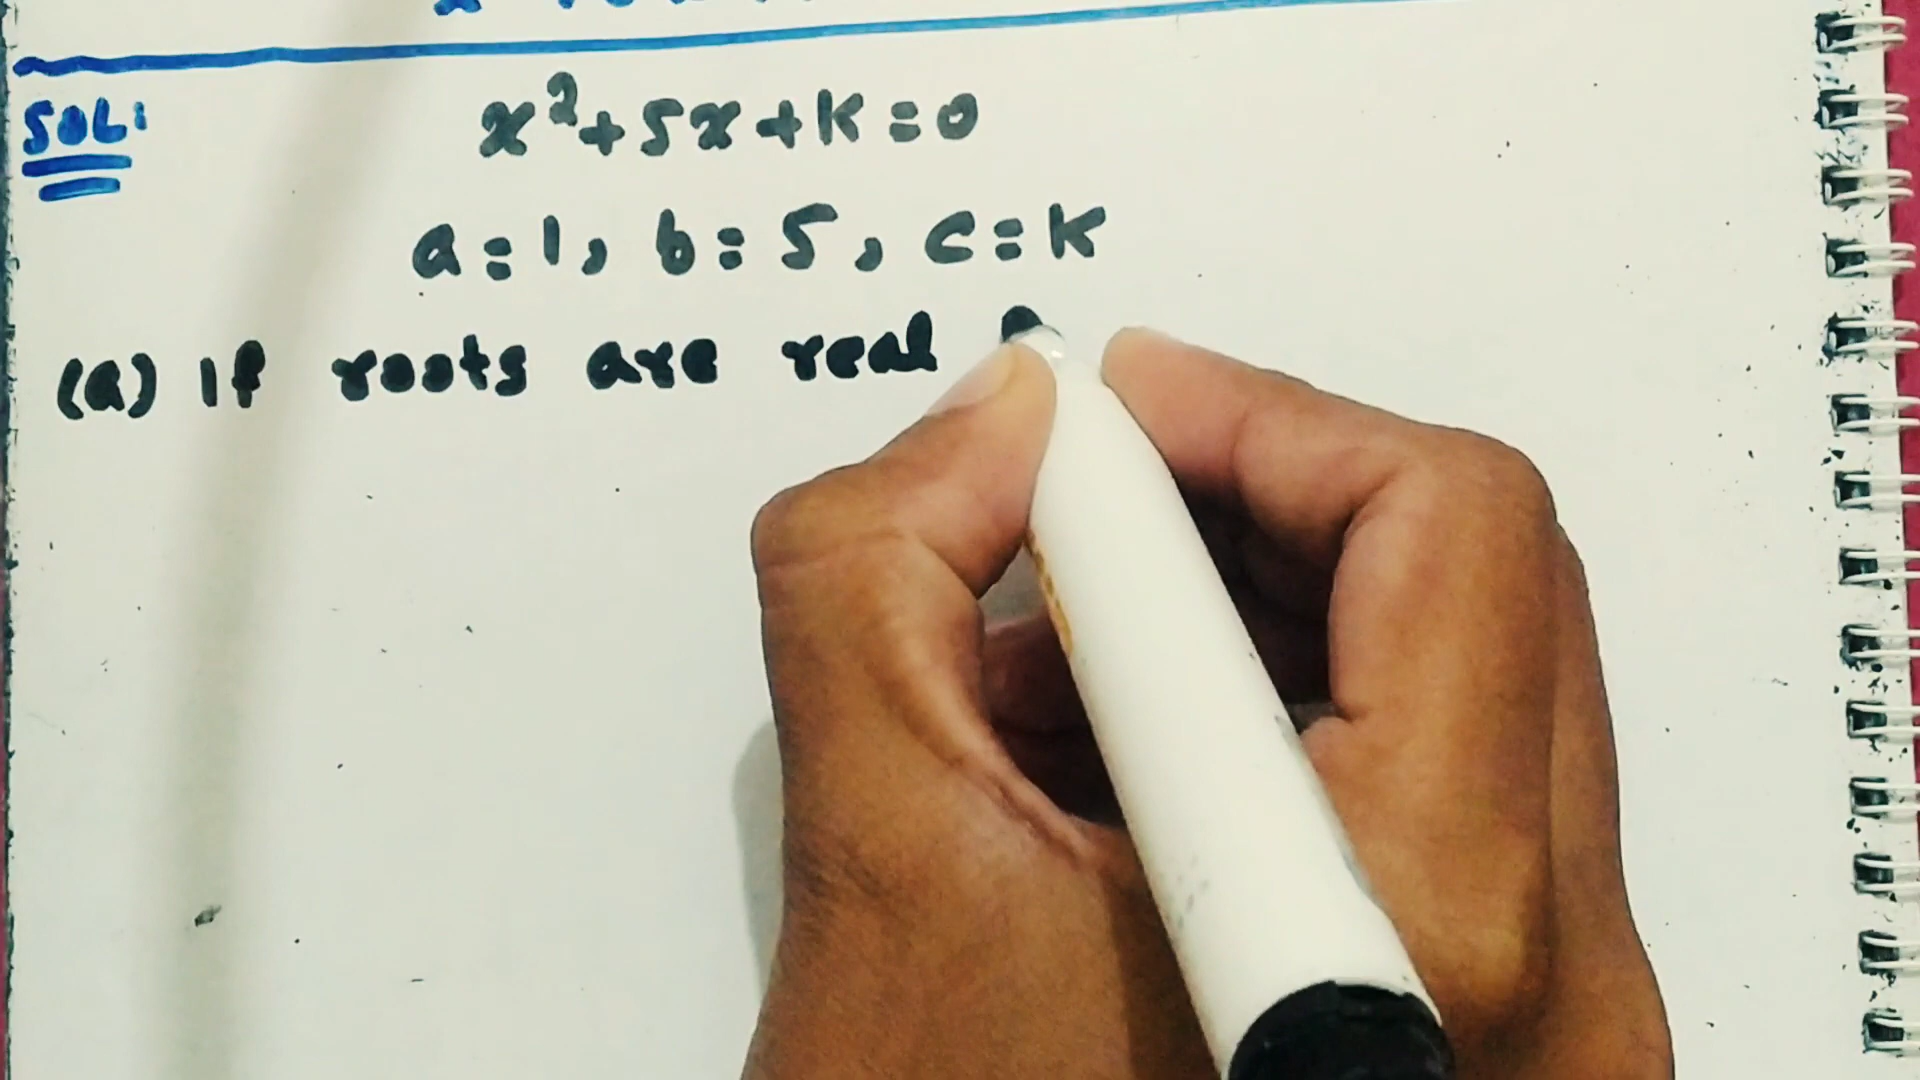 SOL:
x²+5x+K=0
a=1, b=5, c=K
(a) If roots are real